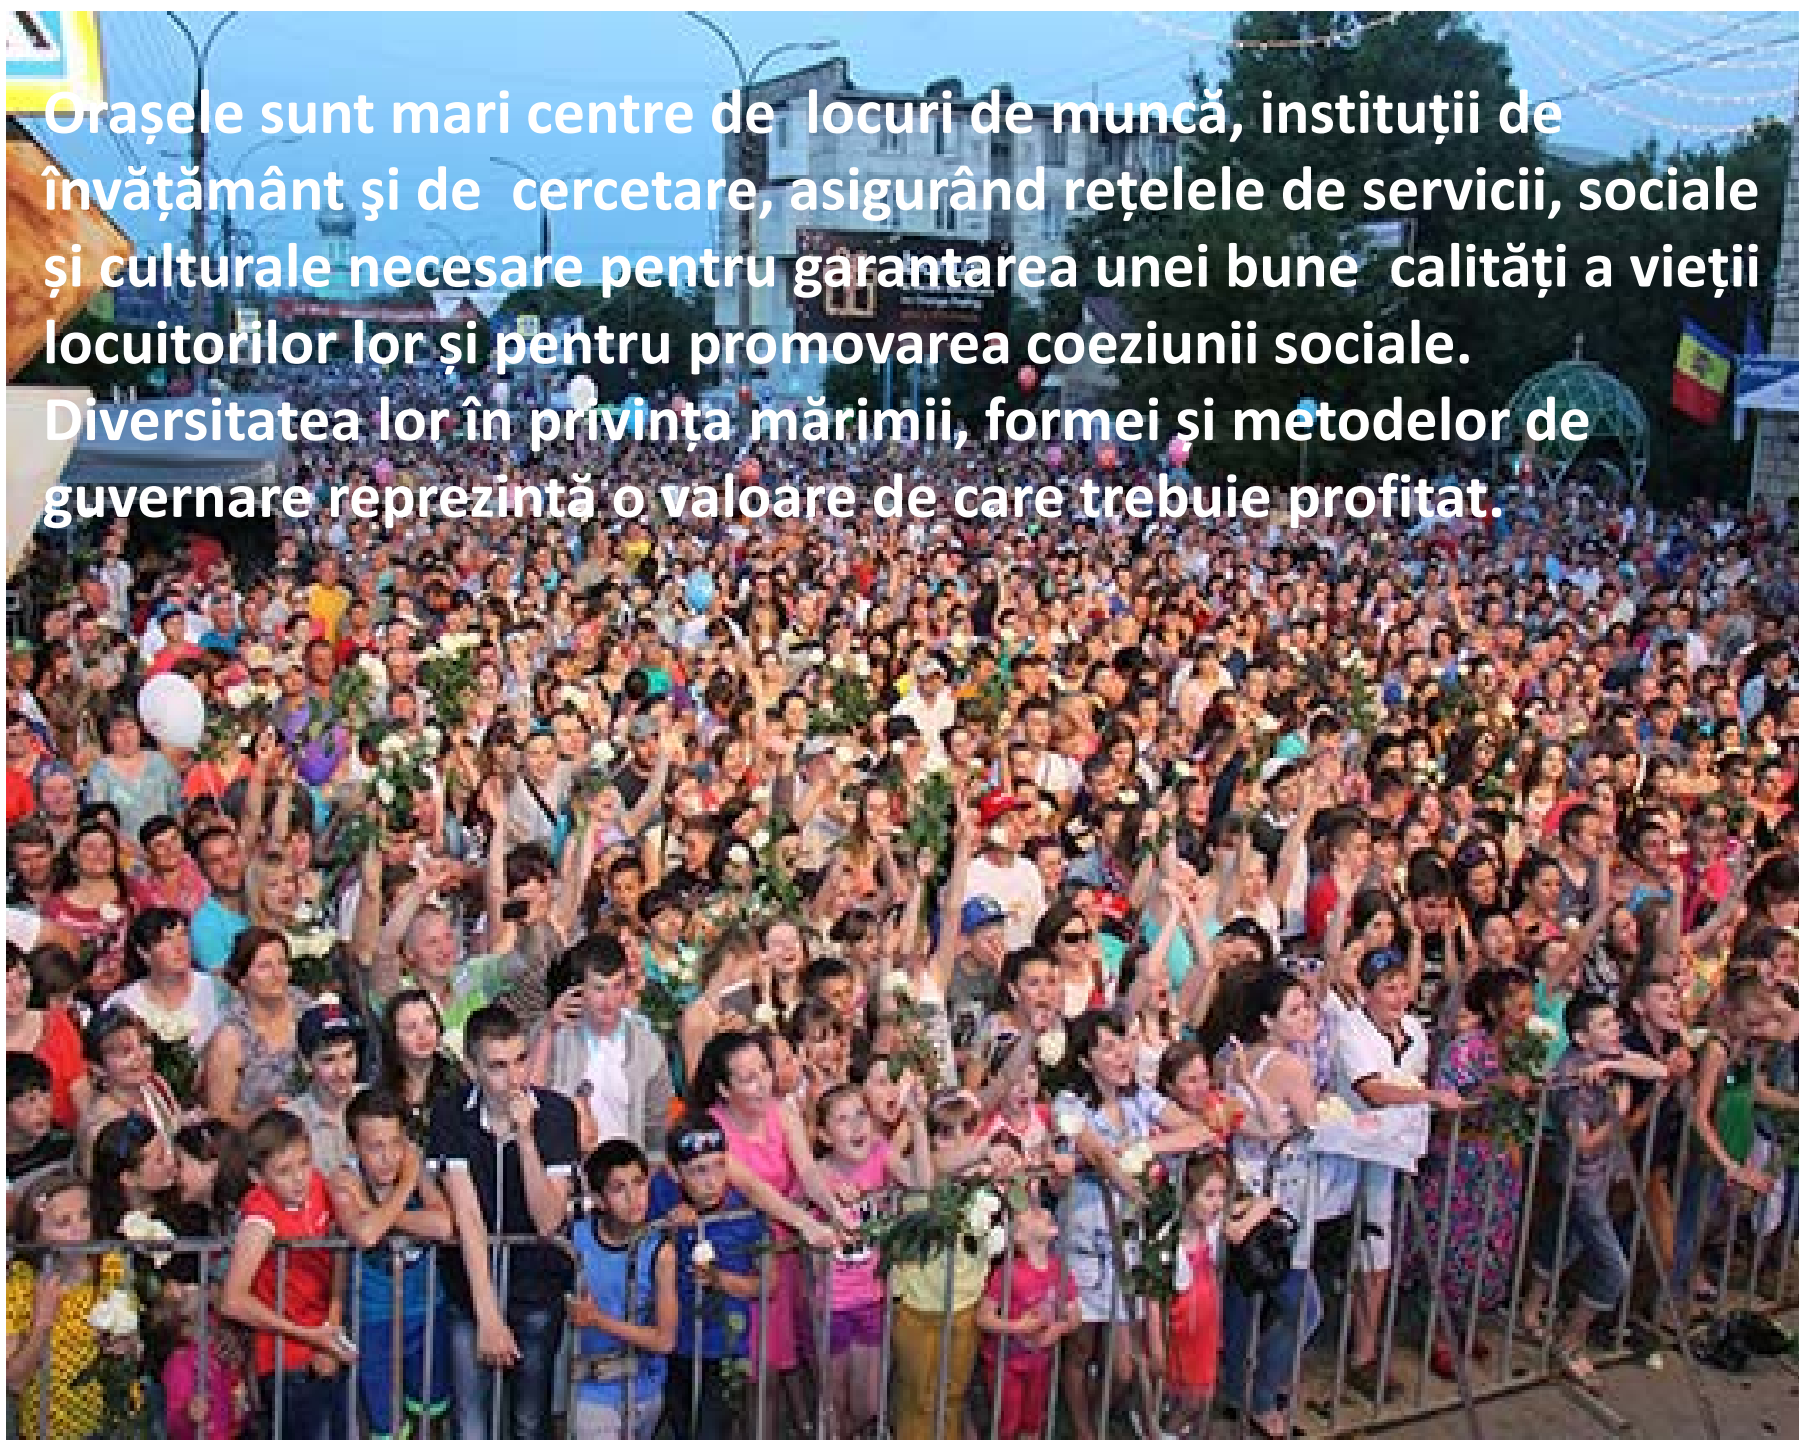 Orașele sunt mari centre de locuri de muncă, instituții de
învățământ şi de cercetare, asigurând rețelele de servicii, sociale
și culturale necesare pentru garantarea unei bune calități a vieții
locuitorilor lor și pentru promovarea coeziunii sociale.
Diversitatea lor în privința mărimii, formei și metodelor de
guvernare reprezintă o valoare de care trebuie profitat.